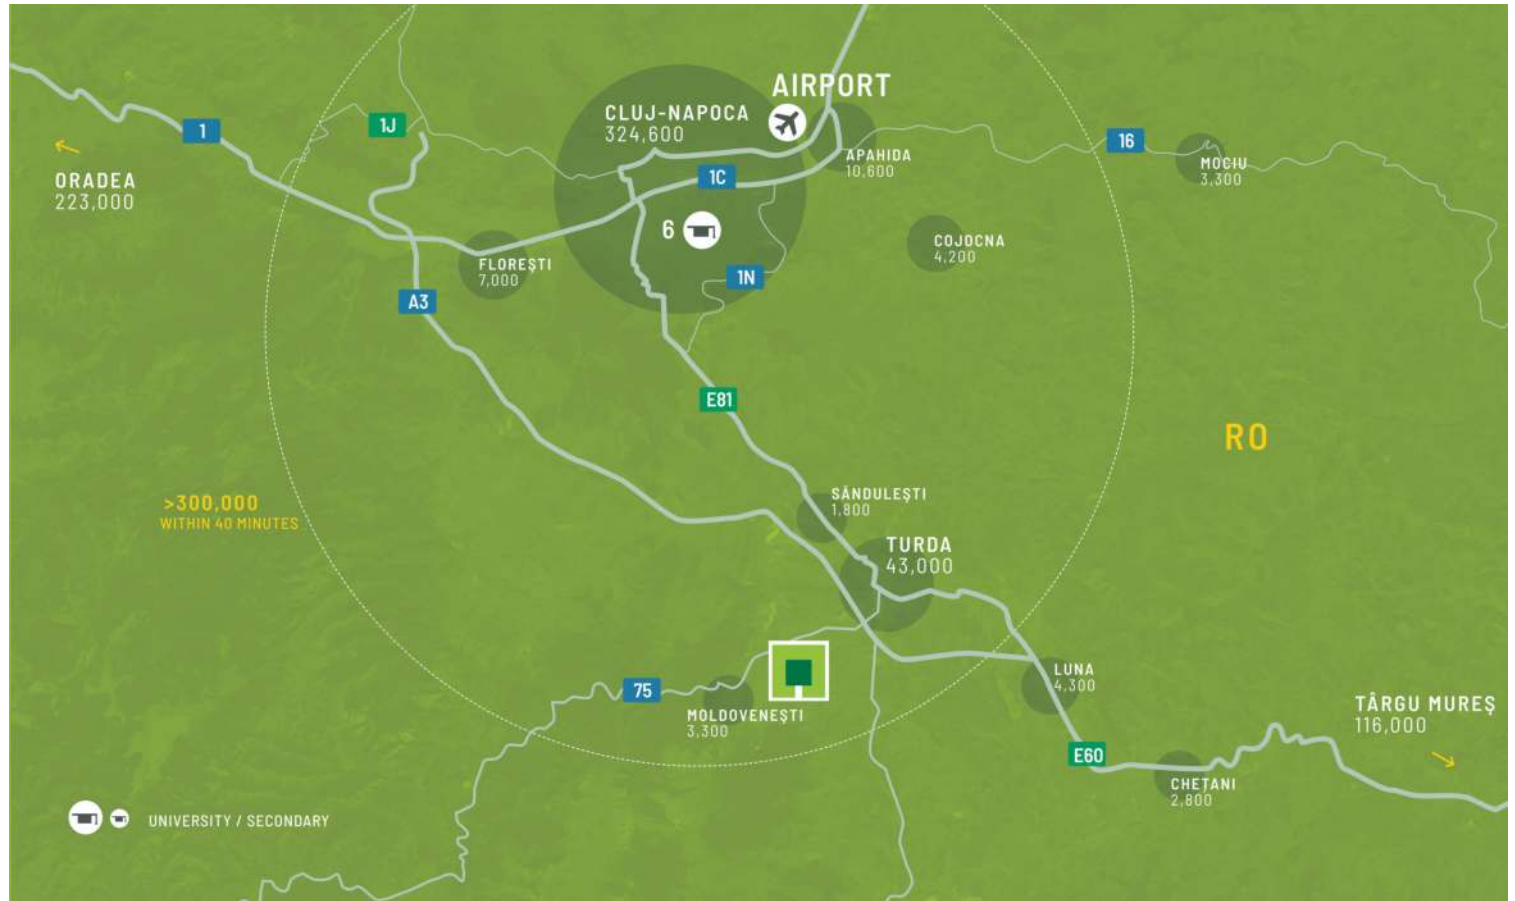 AIRPORT
CLUJ-NAPOCA
324,600
1
1J
16
ORADEA
223,000
1C
APAHIDA
10,600
MOCIU
3,300
6
COJOCNA
4,200
FLOREȘTI
7,000
1N
A3
E81
RO
>300,000
WITHIN 40 MINUTES
SĂNDULEȘTI
1,800
TURDA
43,000
LUNA
4,300
75
MOLDOVENEȘTI
3,300
TÂRGU MUREȘ
116,000
E60
CHEȚANI
2,800
UNIVERSITY / SECONDARY